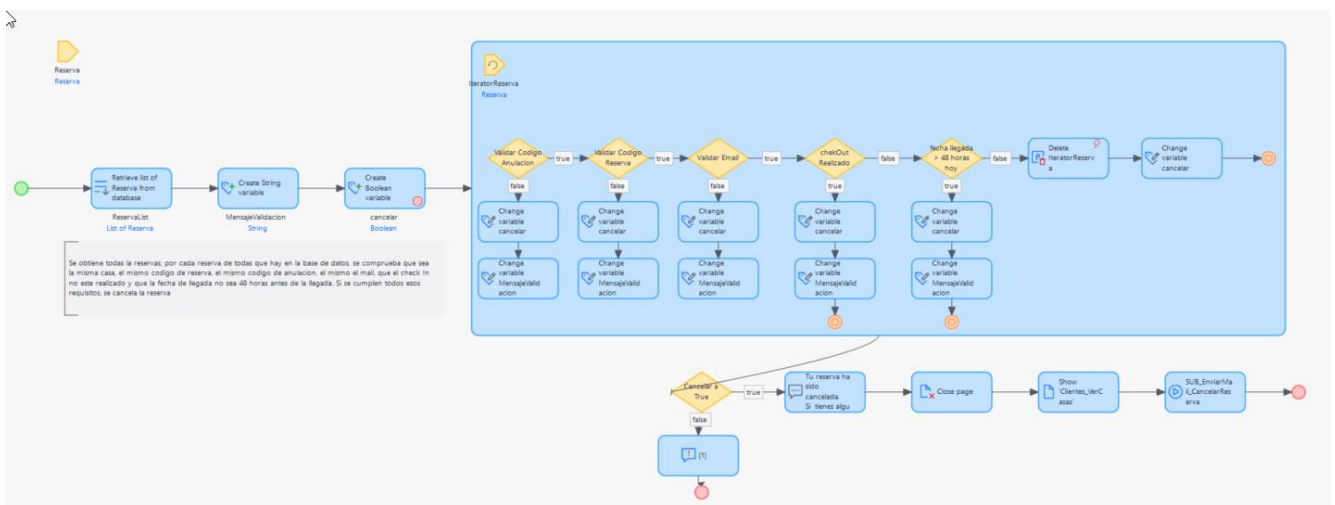 Reserva
Reserva
IteratorReserva
Reserva
Validar Codigo
Anulacion
true
Validar Codigo
Reserva
true
Validar Email
true
chekOut
Realizado
false
fecha llegada
> 48 horas
hoy
false
Delete
IteratorReserv
a
Change
variable
cancelar
false
false
false
true
true
Retrieve list of
Reserva from
database
ReservaList
List of Reserva
Create String
variable
MensajeValidacion
String
Create
Boolean
variable
cancelar
Boolean
Change
variable
cancelar
Change
variable
cancelar
Change
variable
cancelar
Change
variable
cancelar
Change
variable
cancelar
Change
variable
MensajeValid
acion
Change
variable
MensajeValid
acion
Change
variable
MensajeValid
acion
Change
variable
MensajeValid
acion
Change
variable
MensajeValid
acion
Se obtiene todas la reservas, por cada reserva de todas que hay en la base de datos, se comprueba que sea
la misma casa, el mismo codigo de reserva, el mismo codigo de anulacion, el mismo el mail, que el check In
no este realizado y que la fecha de llegada no sea 48 horas antes de la llegada. Si se cumplen todos esos
requisitos, se cancela la reserva
Cancelar a
True
true
Tu reserva ha
sido
cancelada.
Si tienes algu
Close page
Show
'Clientes_VerC
asas'
SUB_EnviarMa
il_CancelarRes
erva
false
{1}